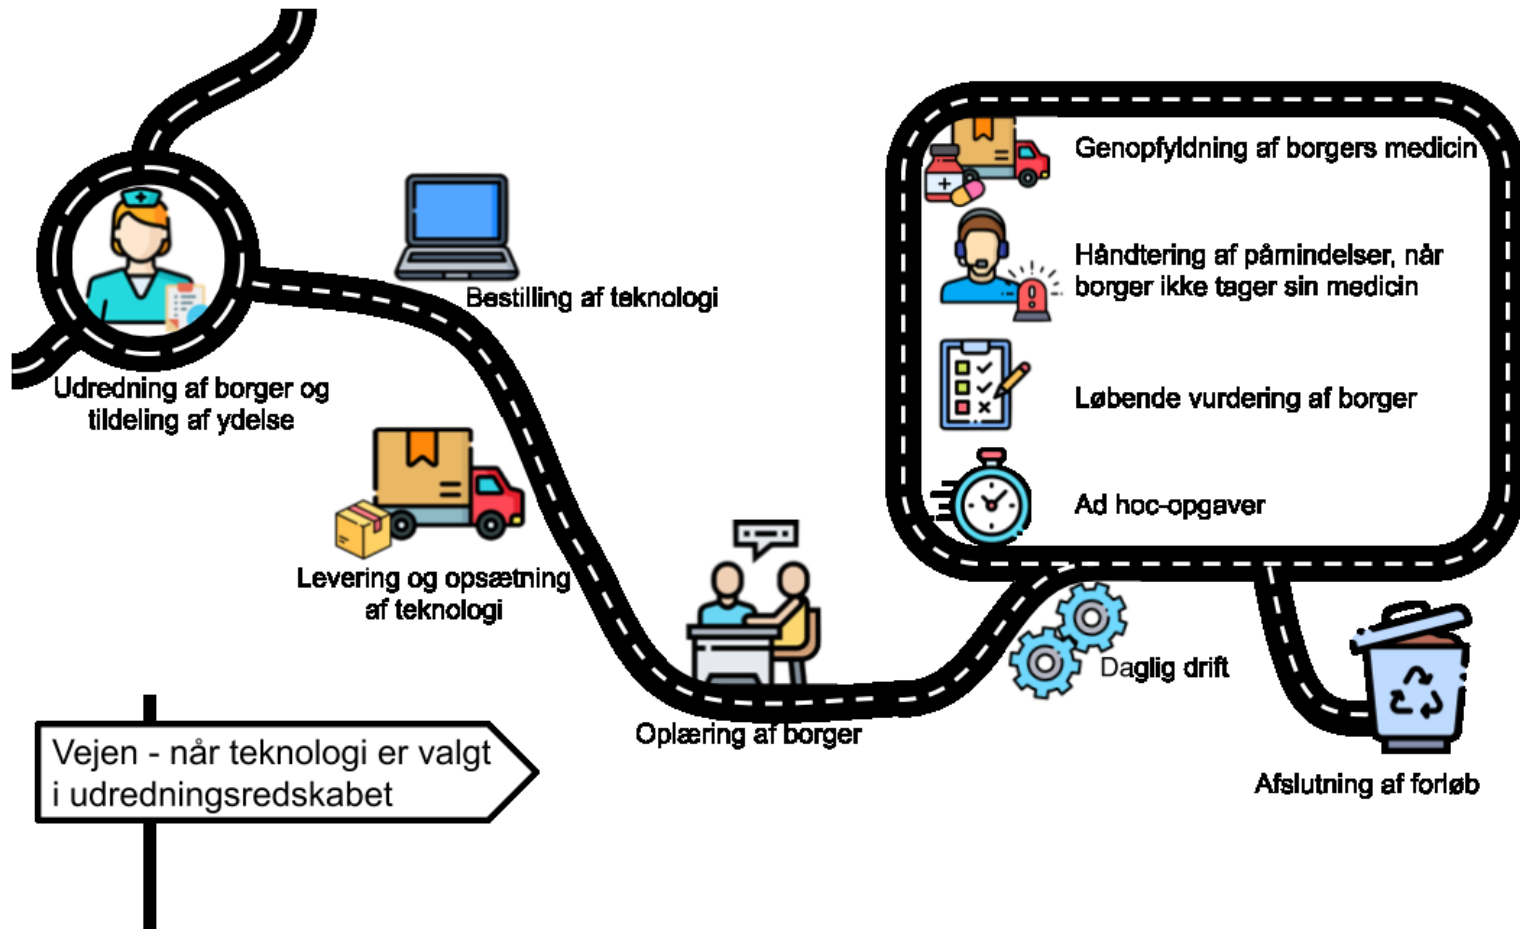 Udredning af borger og
tildeling af ydelse
Bestilling af teknologi
Levering og opsætning
af teknologi
Oplæring af borger
Daglig drift
Genopfyldning af borgers medicin
Håndtering af påmindelser, når
borger ikke tager sin medicin
Løbende vurdering af borger
Ad hoc-opgaver
Afslutning af forløb
Vejen - når teknologi er valgt
i udredningsredskabet